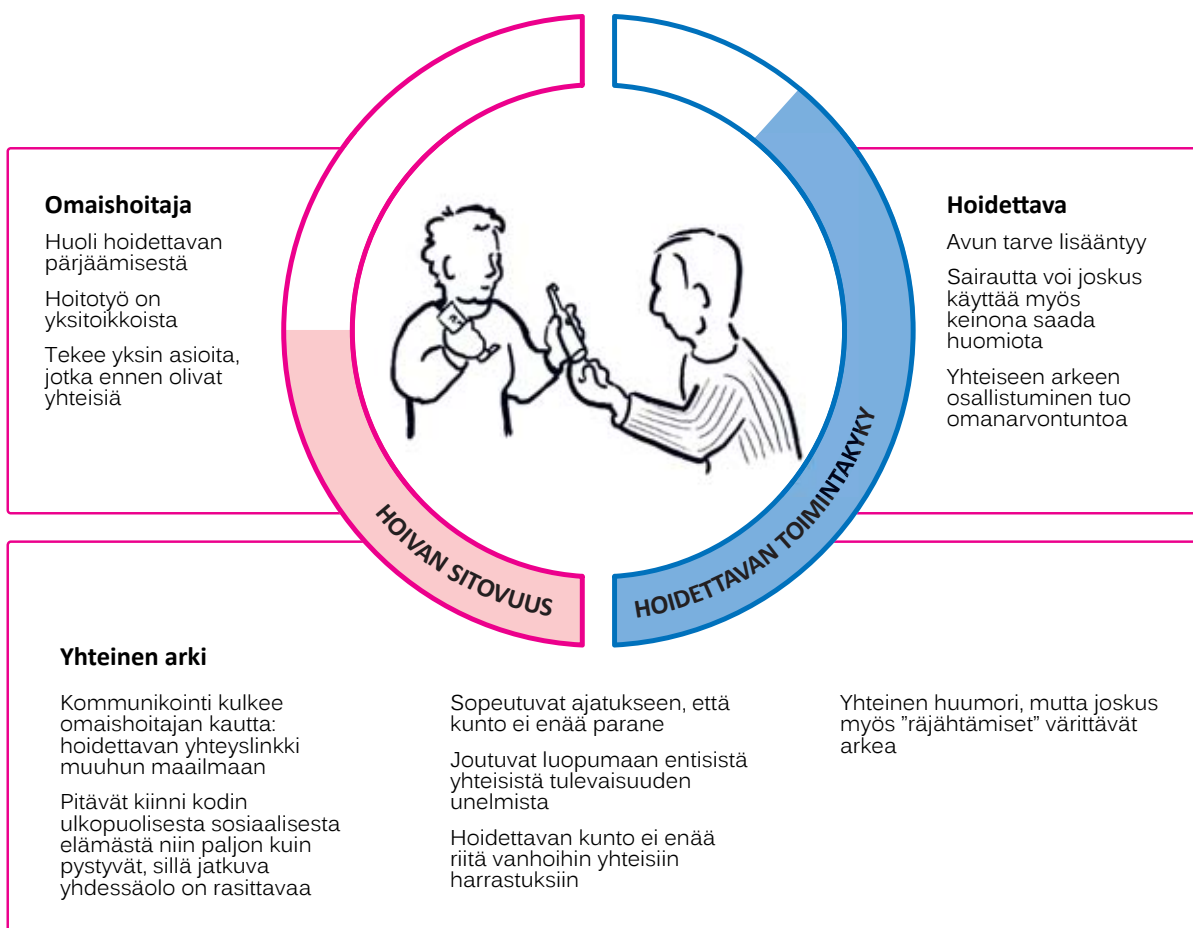 Omaishoitaja
Huoli hoidettavan
pärjäämisestä
Hoitotyö on
yksitoikkoista
Tekee yksin asioita,
jotka ennen olivat
yhteisiä
HOIVAN SITOVUUS
HOIDETTAVAN TOIMINTAKYKY
Hoidettava
Avun tarve lisääntyy
Sairautta voi joskus
käyttää myös
keinona saada
huomiota
Yhteiseen arkeen
osallistuminen tuo
omanarvontuntoa
Yhteinen arki
Kommunikointi kulkee
omaishoitajan kautta:
hoidettavan yhteyslinkki
muuhun maailmaan
Pitävät kiinni kodin
ulkopuolisesta sosiaalisesta
elämästä niin paljon kuin
pystyvät, sillä jatkuva
yhdessäolo on rasittavaa
Sopeutuvat ajatukseen, että
kunto ei enää parane
Joutuvat luopumaan entisistä
yhteisistä tulevaisuuden
unelmista
Hoidettavan kunto ei enää
riitä vanhoihin yhteisiin
harrastuksiin
Yhteinen huumori, mutta joskus
myös ”räjähtämiset” värittävät
arkea